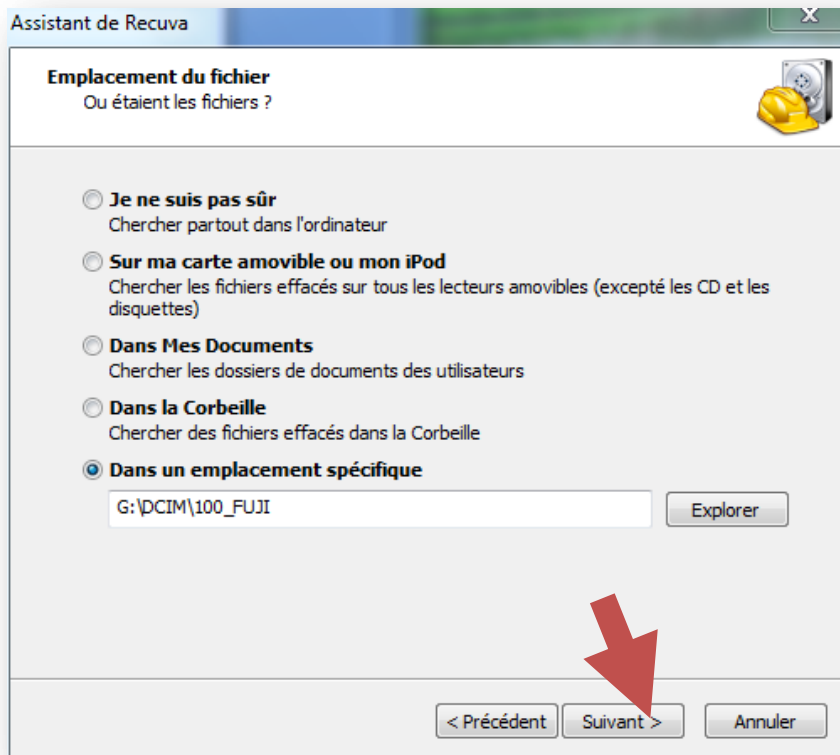 Assistant de Recuva
Emplacement du fichier
Ou étaient les fichiers ?
Je ne suis pas sûr
Chercher partout dans l'ordinateur
Sur ma carte amovible ou mon iPod
Chercher les fichiers effacés sur tous les lecteurs amovibles (excepté les CD et les
disquettes)
Dans Mes Documents
Chercher les dossiers de documents des utilisateurs
Dans la Corbeille
Chercher des fichiers effacés dans la Corbeille
Dans un emplacement spécifique
G:\DCIM\100_FUJI
Explorer
< Précédent
Suivant >
Annuler